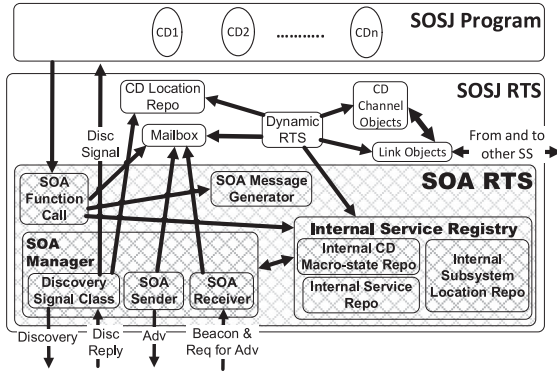 SOSJ Program
CD1
CD2
...........
CDn
SOSJ RTS
CD Location
Repo
CD
Channel
Objects
Dynamic
RTS
Mailbox
Disc
Signal
Link Objects
From and to
other SS
SOA RTS
SOA
Function
Call
SOA Message
Generator
Internal Service Registry
SOA
Manager
Internal CD
Macro-state Repo
Internal
Subsystem
Location Repo
Internal Service
Repo
Discovery
Signal Class
SOA
Sender
SOA
Receiver
Discovery
Disc
Reply
Adv
Beacon &
Req for Adv